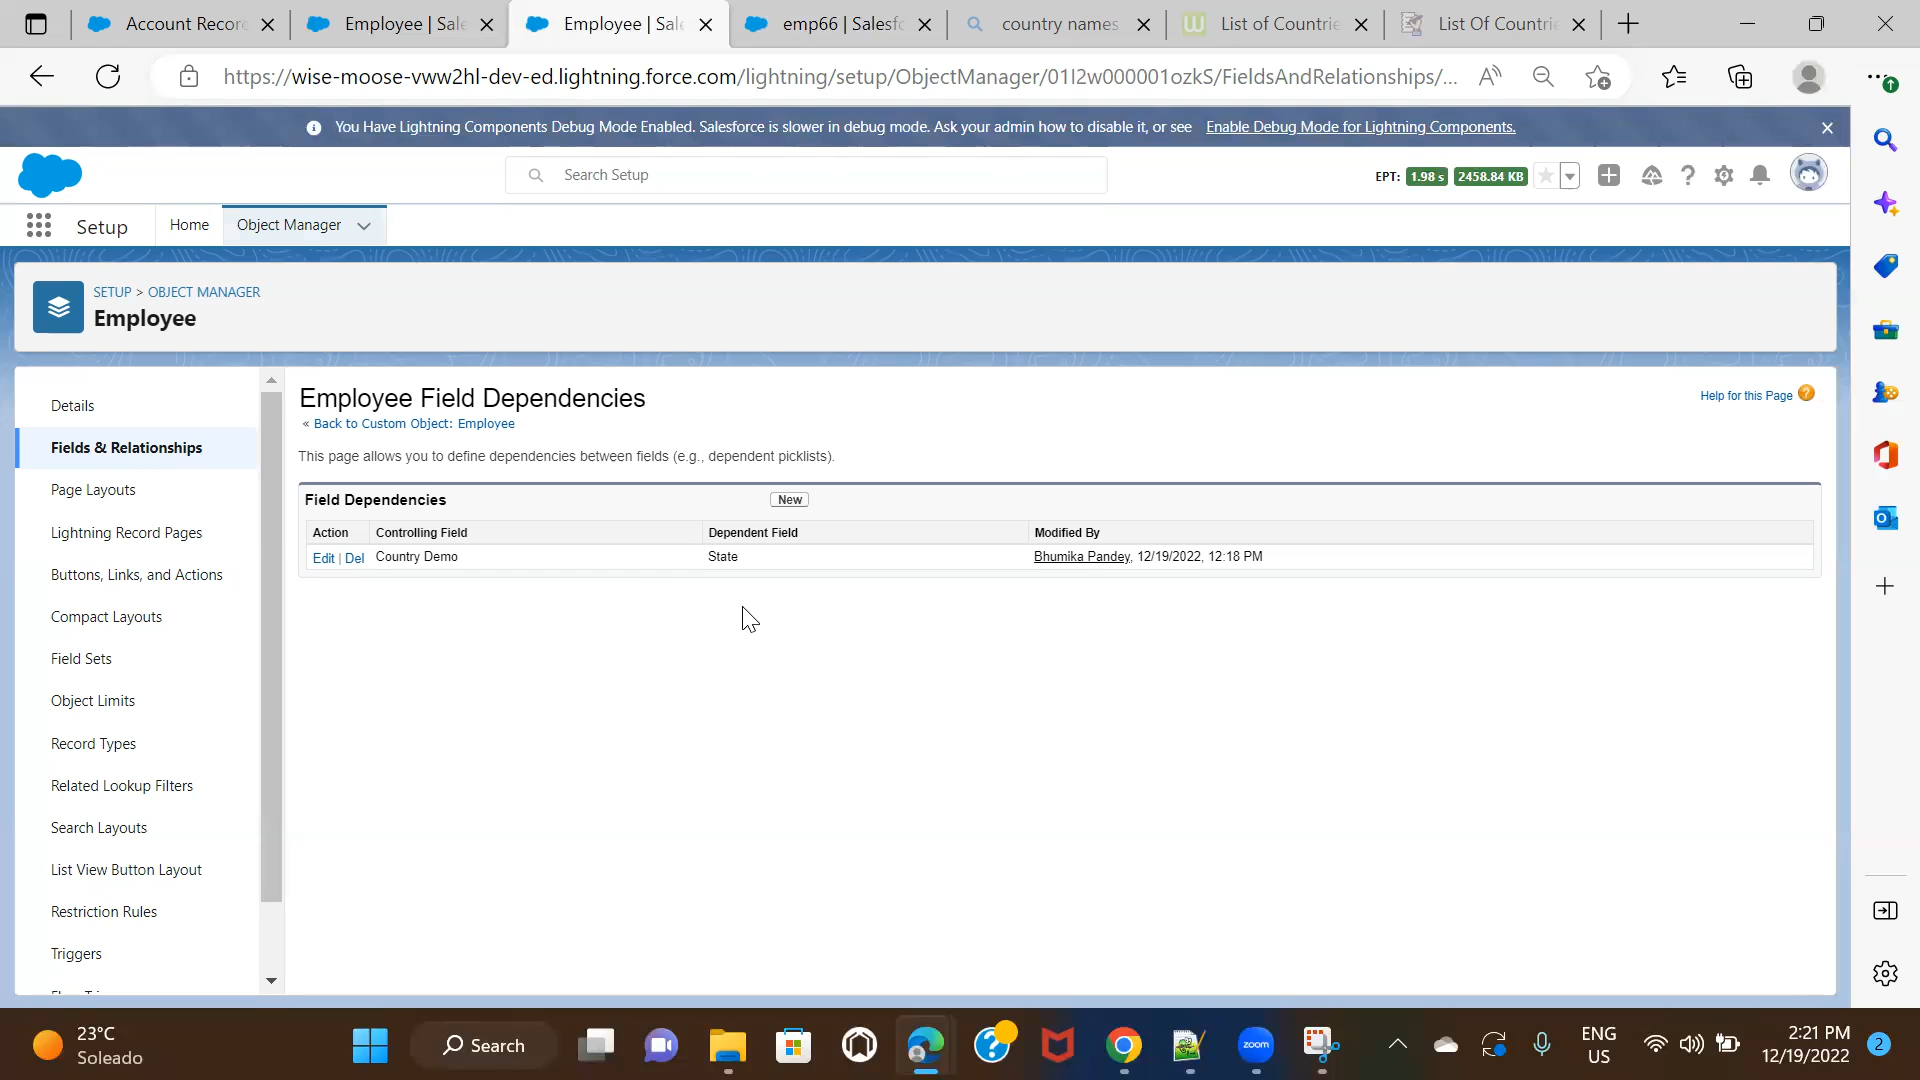 Account Recor
Employee | Sale
Employee | Sale
emp66 | Salesfo
country names
List of Countrie
List Of Countrie
https://wise-moose-vww2hl-dev-ed.lightning.force.com/lightning/setup/ObjectManager/01I2w000001ozkS/FieldsAndRelationships/...
You Have Lightning Components Debug Mode Enabled. Salesforce is slower in debug mode. Ask your admin how to disable it, or see Enable Debug Mode for Lightning Components.
Search Setup
EPT: 1.98 s 2458.84 KB
Setup
Home
Object Manager
SETUP > OBJECT MANAGER
Employee
Details
Fields & Relationships
Page Layouts
Lightning Record Pages
Buttons, Links, and Actions
Compact Layouts
Field Sets
Object Limits
Record Types
Related Lookup Filters
Search Layouts
List View Button Layout
Restriction Rules
Triggers
Employee Field Dependencies
Help for this Page
« Back to Custom Object: Employee
This page allows you to define dependencies between fields (e.g., dependent picklists).
Field Dependencies New
Action Controlling Field Dependent Field Modified By
Edit | Del Country Demo State Bhumika Pandey, 12/19/2022, 12:18 PM
23°C
Soleado
Search
zoom
ENG
US
2:21 PM
12/19/2022
2